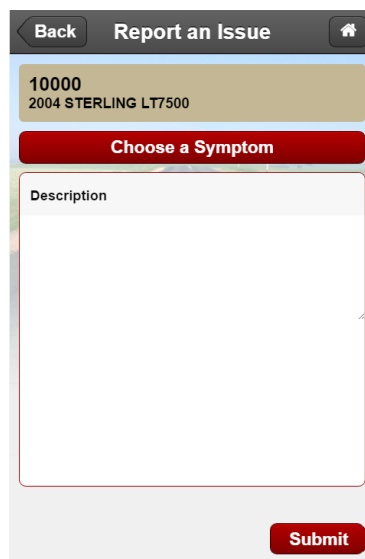 Back
Report an Issue
10000
2004 STERLING LT7500
Choose a Symptom
Description
Submit